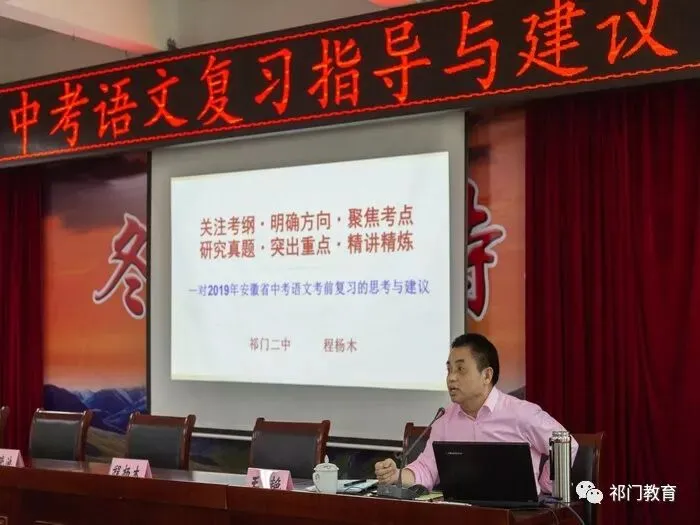 中考语文复习指导与建议
关注考纲·明确方向·聚焦考点
研究真题·突出重点·精讲精炼
—对2019年安徽省中考语文考前复习的思考与建议
祁门二中 程杨木
程杨木
祁门教育